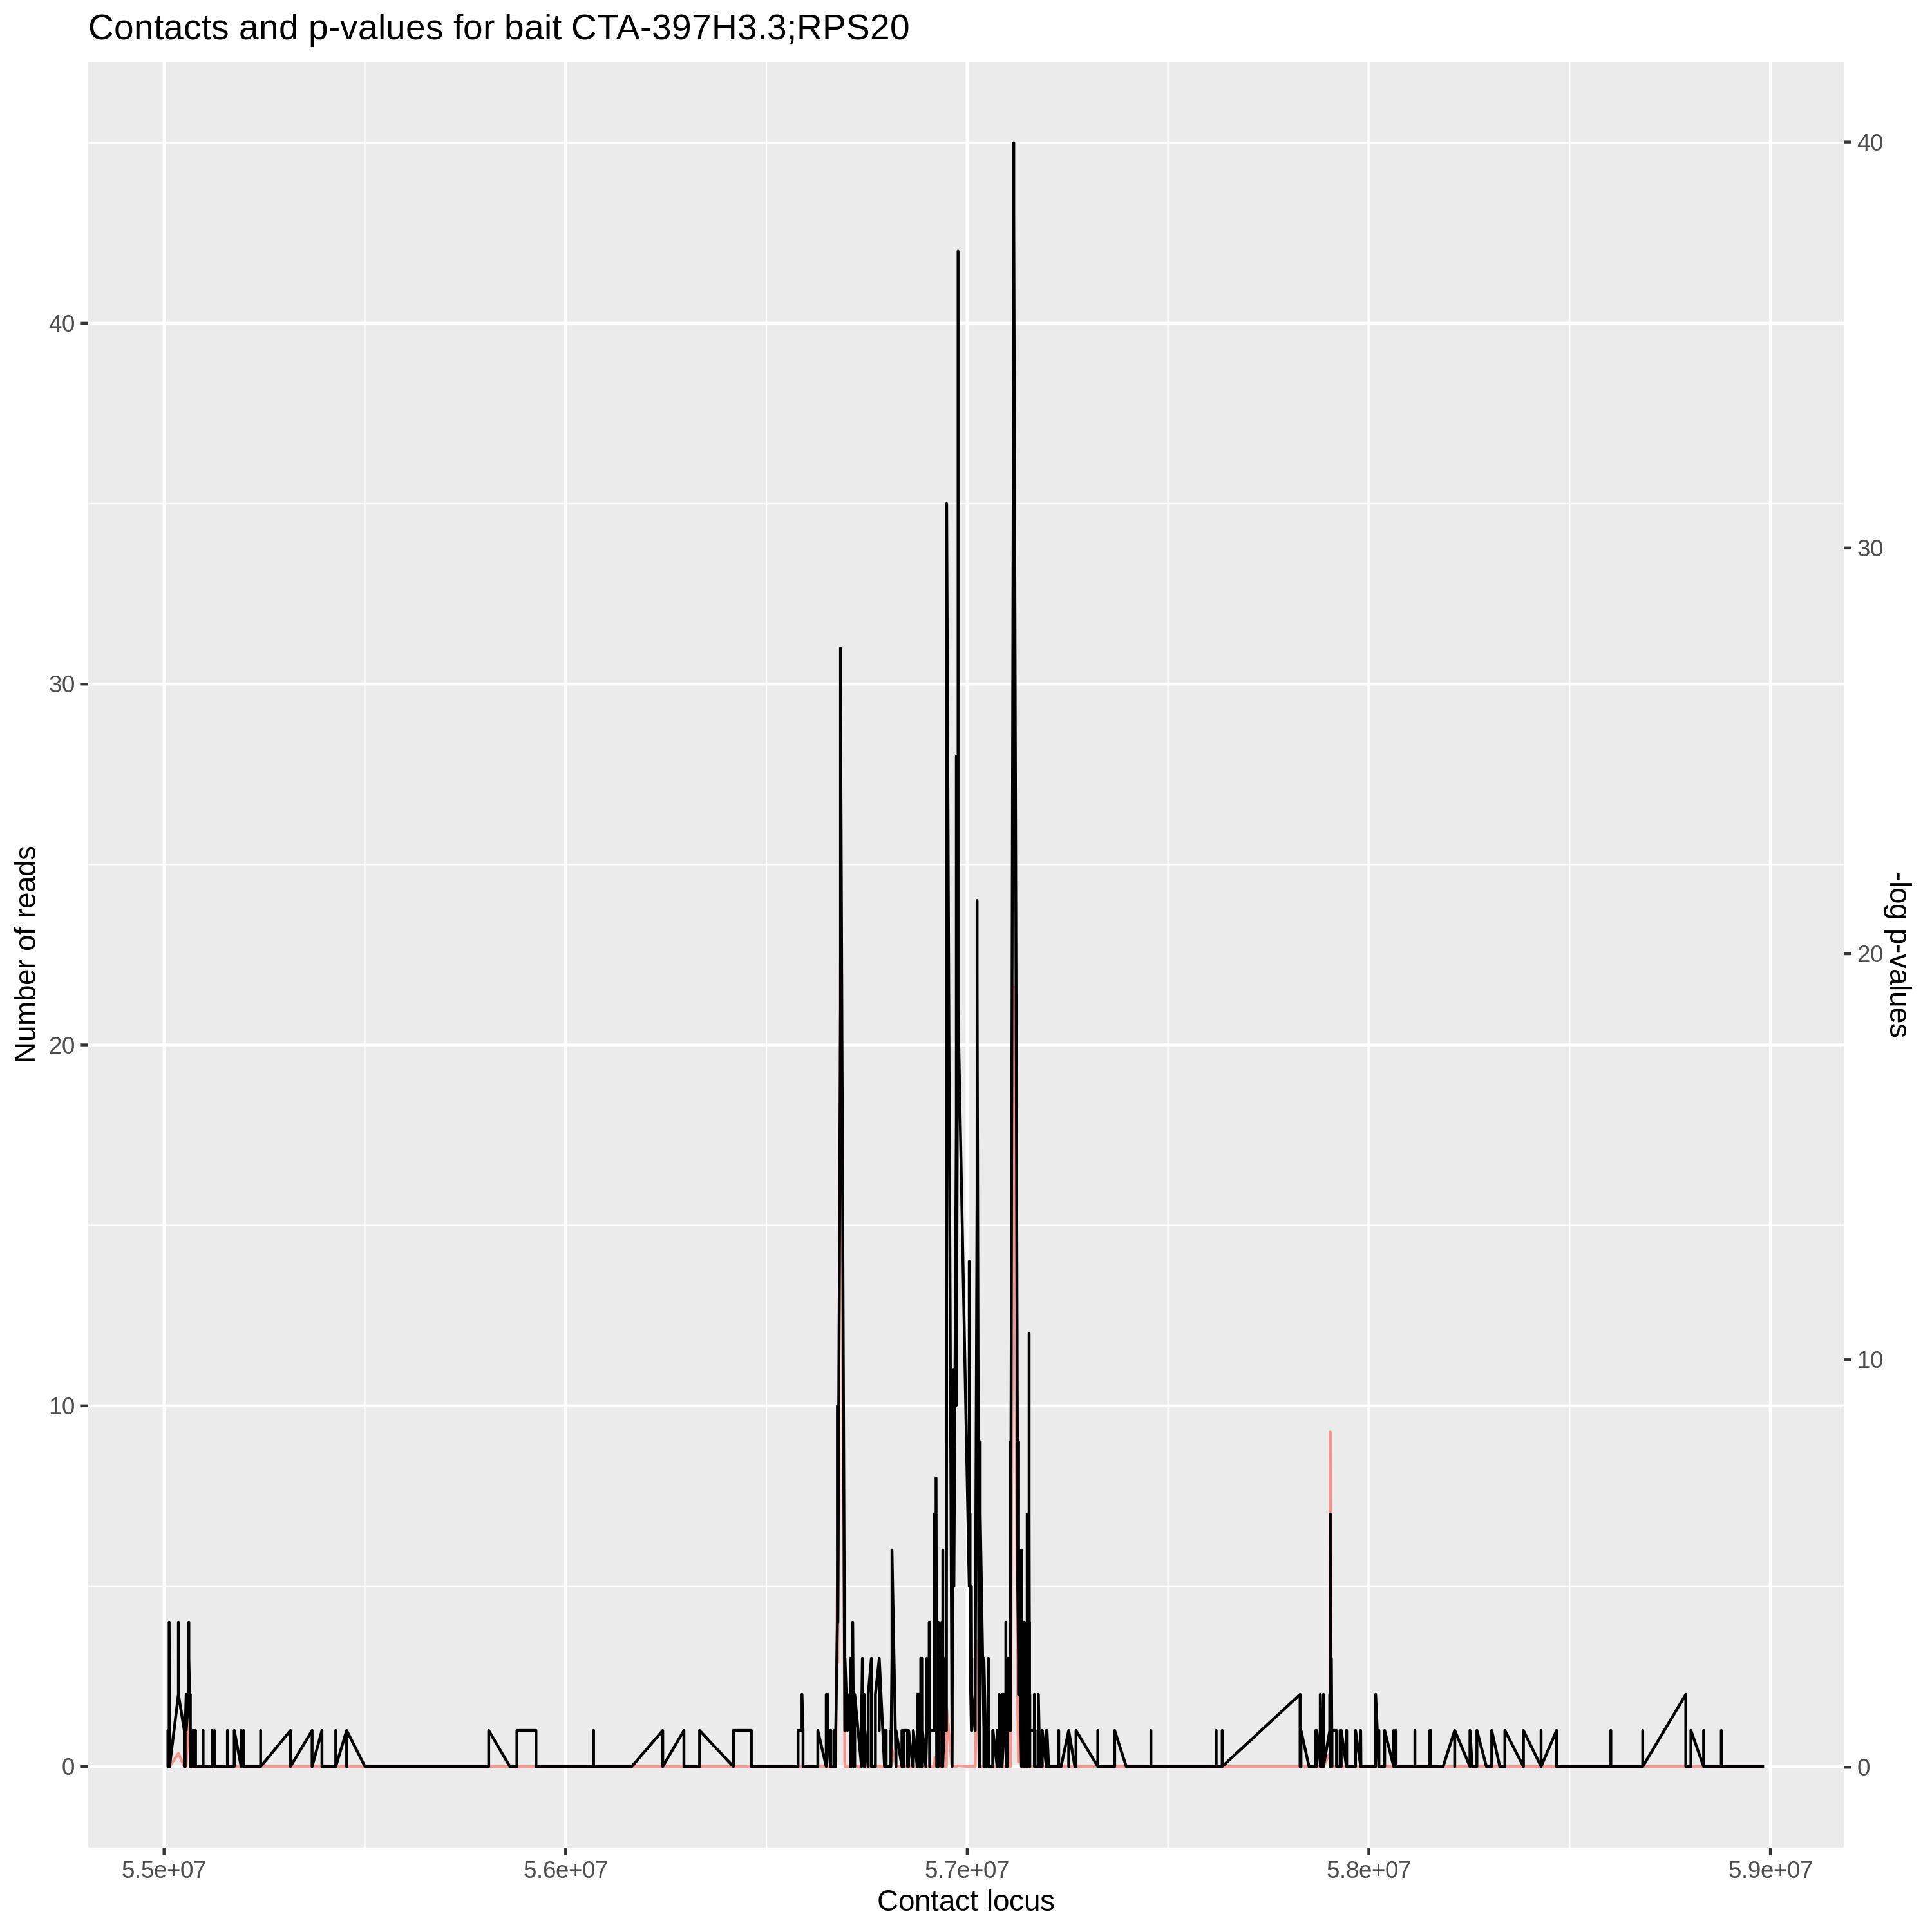 Contacts and p-values for bait CTA-397H3.3;RPS20
40
30
20
10
0
Number of reads
40
30
20
10
0
-log p-values
5.5e+07
5.6e+07
5.7e+07
5.8e+07
5.9e+07
Contact locus